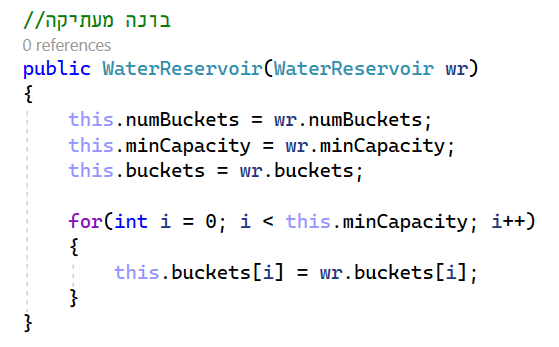 //בונה מעתיקה
0 references
public WaterReservoir(WaterReservoir wr)
{
this.numBuckets = wr.numBuckets;
this.minCapacity = wr.minCapacity;
this.buckets = wr.buckets;
for(int i = 0; i < this.minCapacity; i++)
{
this.buckets[i] = wr.buckets[i];
}
}